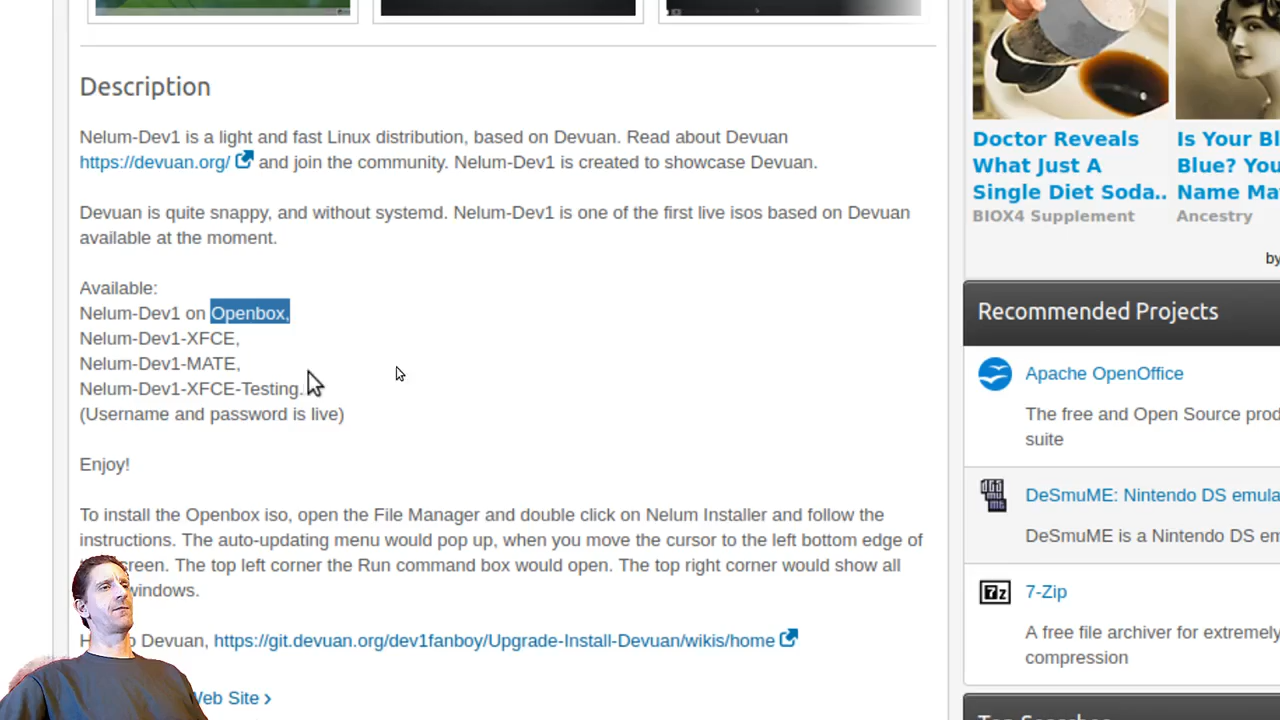 Description
Nelum-Dev1 is a light and fast Linux distribution, based on Devuan. Read about Devuan
https://devuan.org/ and join the community. Nelum-Dev1 is created to showcase Devuan.
Devuan is quite snappy, and without systemd. Nelum-Dev1 is one of the first live isos based on Devuan
available at the moment.
Available:
Nelum-Dev1 on Openbox,
Nelum-Dev1-XFCE,
Nelum-Dev1-MATE,
Nelum-Dev1-XFCE-Testing.
(Username and password is live)
Enjoy!
To install the Openbox iso, open the File Manager and double click on Nelum Installer and follow the
instructions. The auto-updating menu would pop up, when you move the cursor to the left bottom edge of
screen. The top left corner the Run command box would open. The top right corner would show all
windows.
Devuan, https://git.devuan.org/dev1fanboy/Upgrade-Install-Devuan/wikis/home
Web Site >
Doctor Reveals
What Just A
Single Diet Soda..
BIOX4 Supplement
Is Your
Blue?
Name
Ancestry
by
Recommended Projects
Apache OpenOffice
The free and Open Source
suite
DeSmuME: Nintendo DS
DeSmuME is a Nintendo DS
7-Zip
A free file archiver for extremely
compression